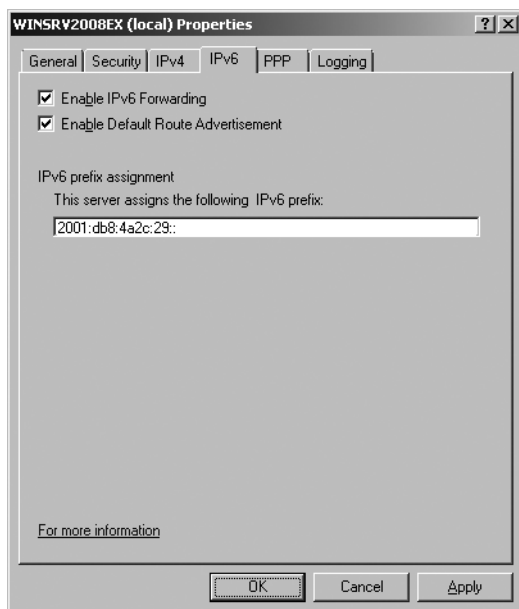 WINSRV2008EX (local) Properties
General Security IPv4 IPv6 PPP Logging
Enable IPv6 Forwarding
Enable Default Route Advertisement
IPv6 prefix assignment
This server assigns the following IPv6 prefix:
2001:db8:4a2c:29::
For more information
OK Cancel Apply